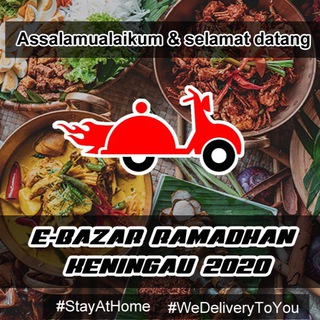 Assalamualaikum & selamat datang
E-BAZAR RAMADHAN
KENINGAU 2020
#StayAtHome #WeDeliveryToYou